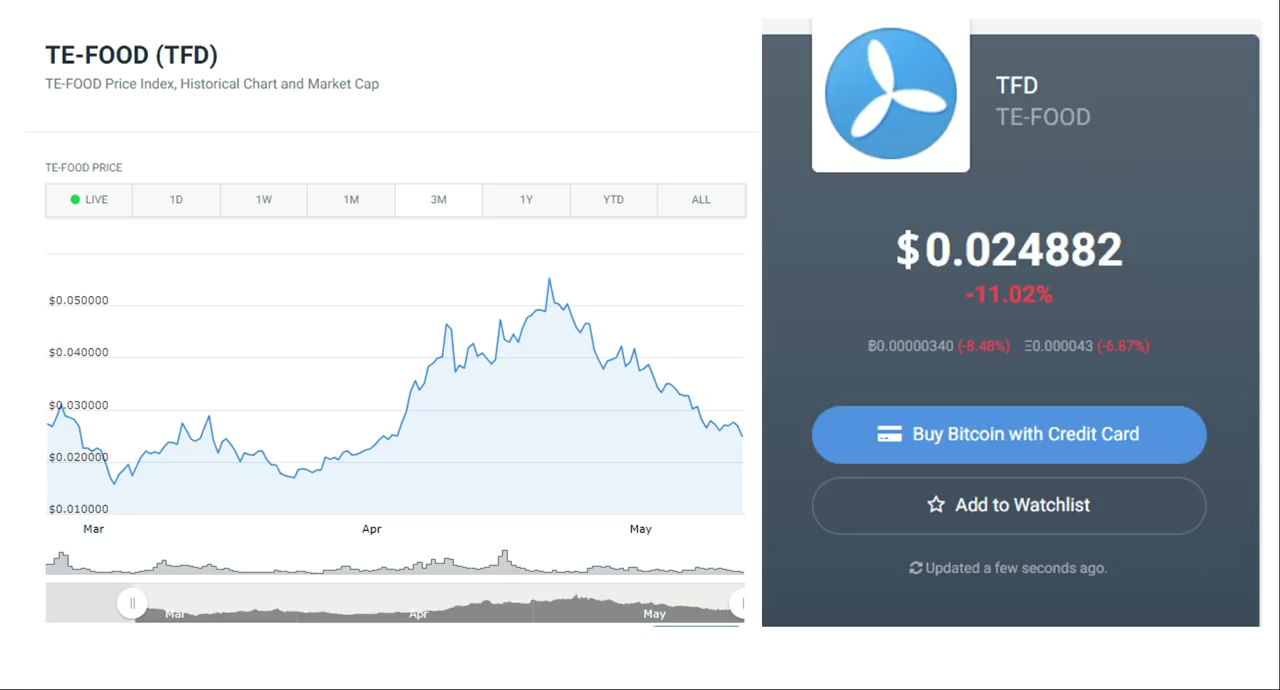 TE-FOOD (TFD)
TE-FOOD Price Index, Historical Chart and Market Cap
TE-FOOD PRICE
LIVE 1D 1W 1M 3M 1Y YTD ALL
$0.050000
$0.040000
$0.030000
$0.020000
$0.010000
Mar Apr May
Mar Apr May
TFD
TE-FOOD
$0.024882
-11.02%
฿0.00000340 (-8.48%) Ξ0.000043 (-6.87%)
Buy Bitcoin with Credit Card
Add to Watchlist
Updated a few seconds ago.